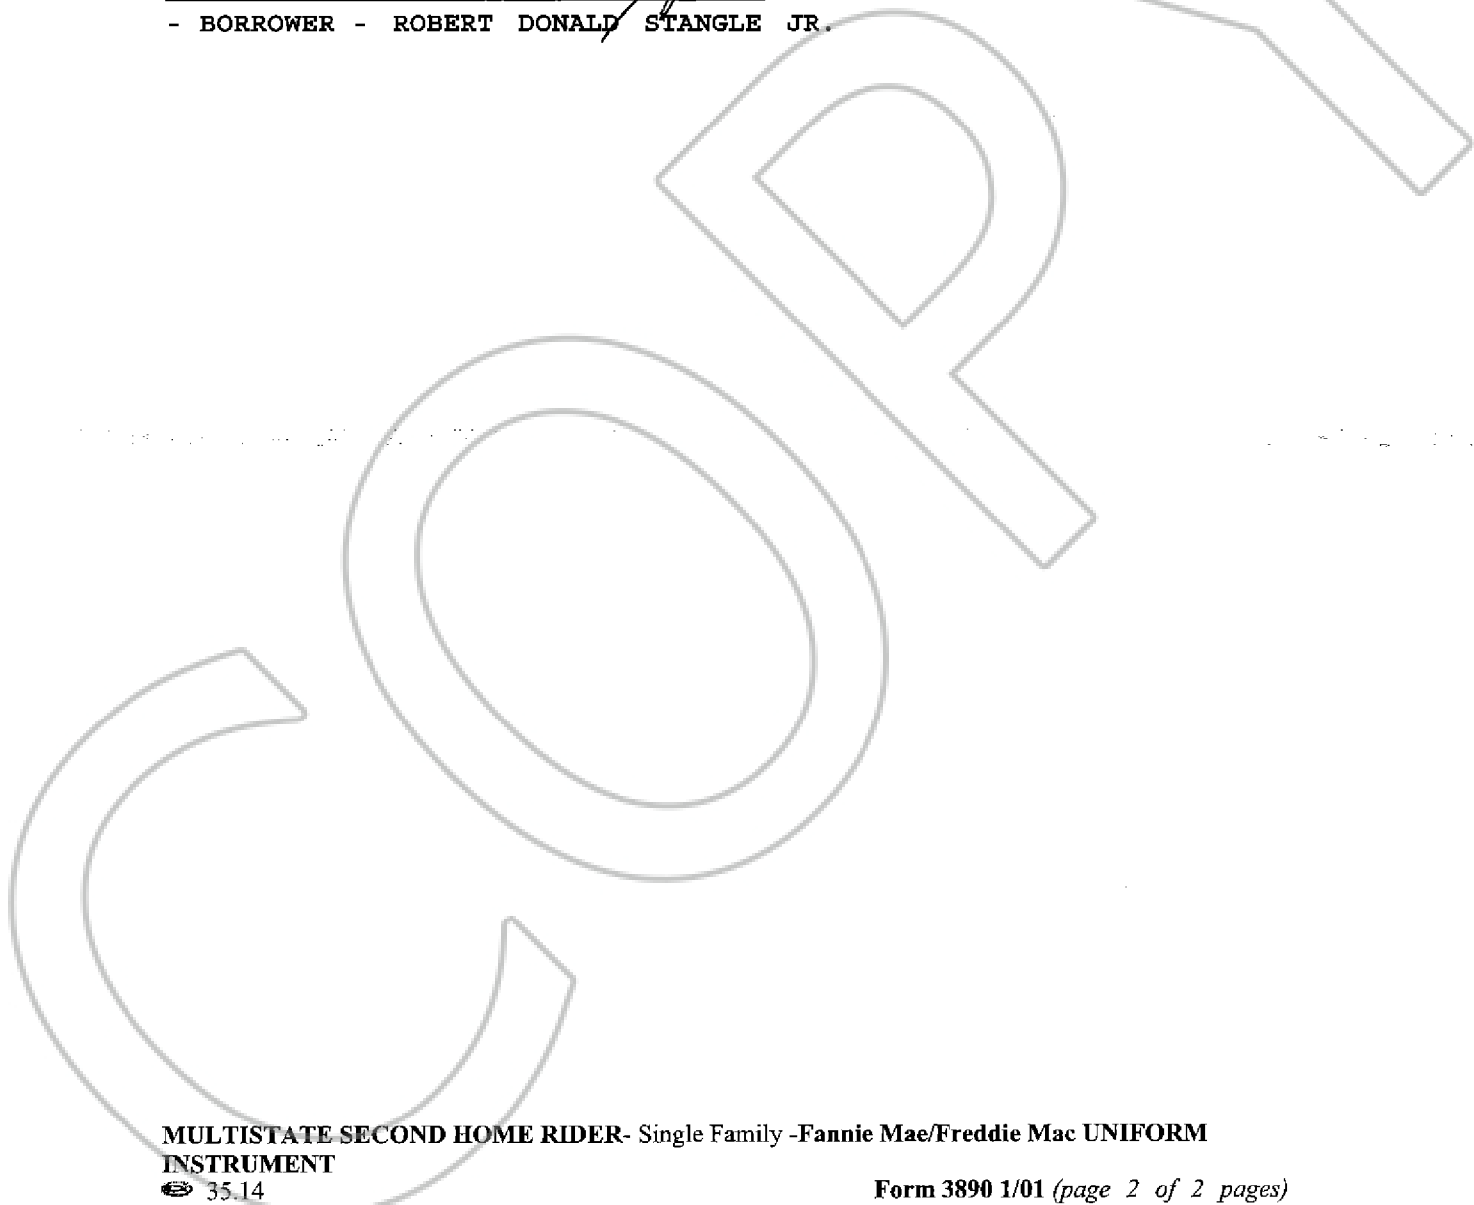 - BORROWER - ROBERT DONALD STANGLE JR.
COPY
MULTISTATE SECOND HOME RIDER- Single Family -Fannie Mae/Freddie Mac UNIFORM
INSTRUMENT
35.14
Form 3890 1/01 (page 2 of 2 pages)